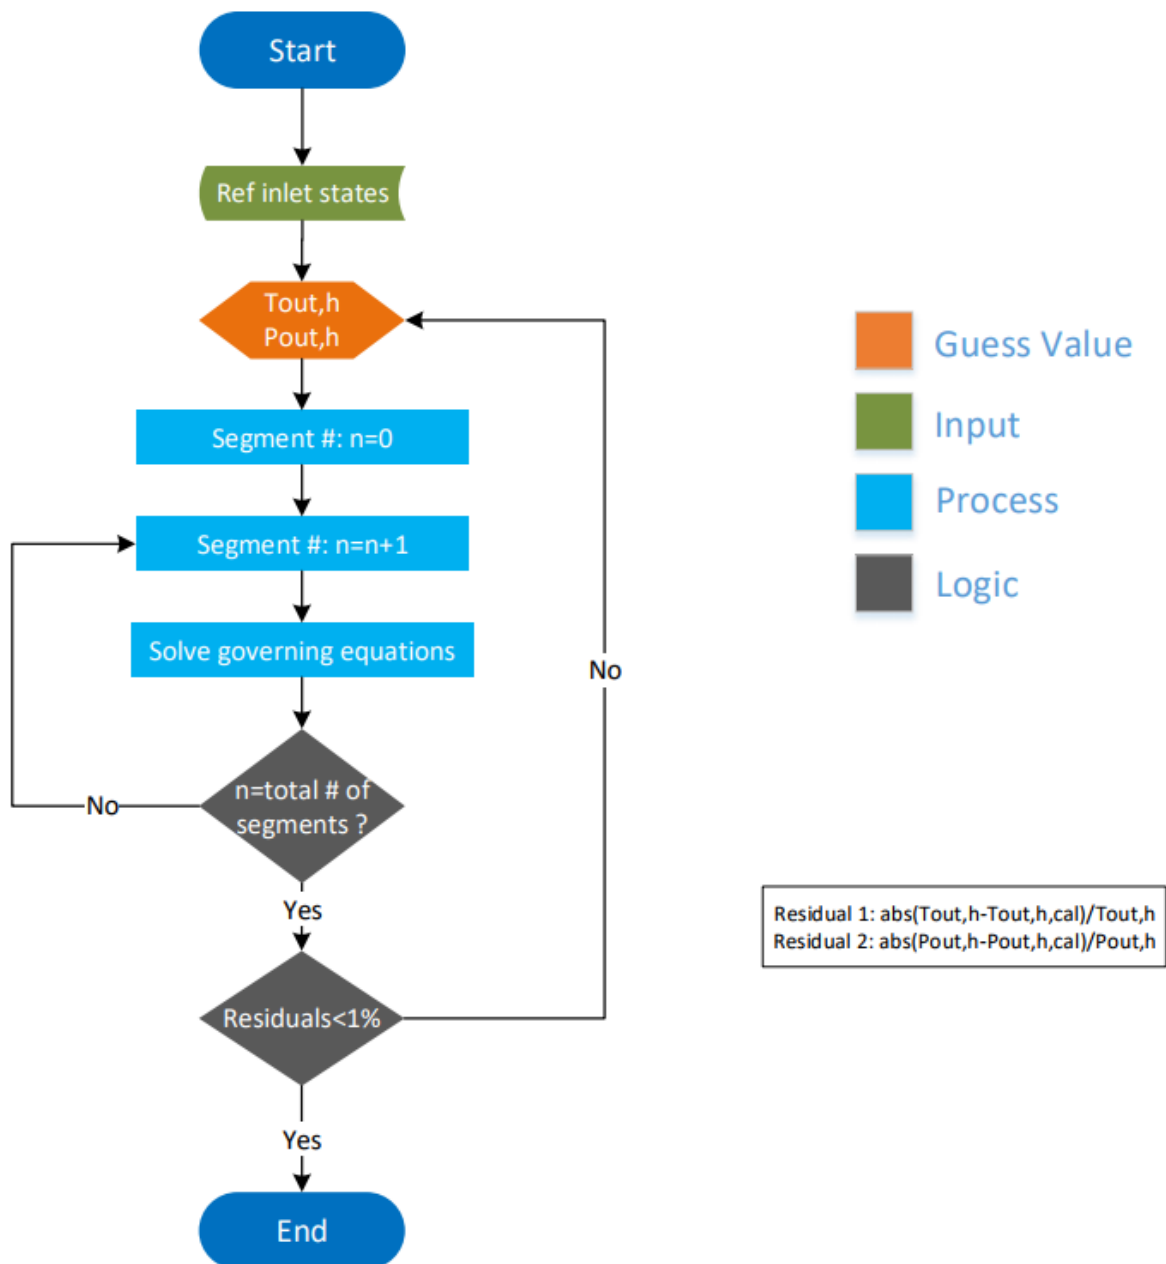 Start
Ref inlet states
Tout,h
Pout,h
Segment #: n=0
Segment #: n=n+1
Solve governing equations
n=total # of
segments ?
No
Yes
Residuals<1%
No
Yes
End
Guess Value
Input
Process
Logic
Residual 1: abs(Tout,h-Tout,h,cal)/Tout,h
Residual 2: abs(Pout,h-Pout,h,cal)/Pout,h